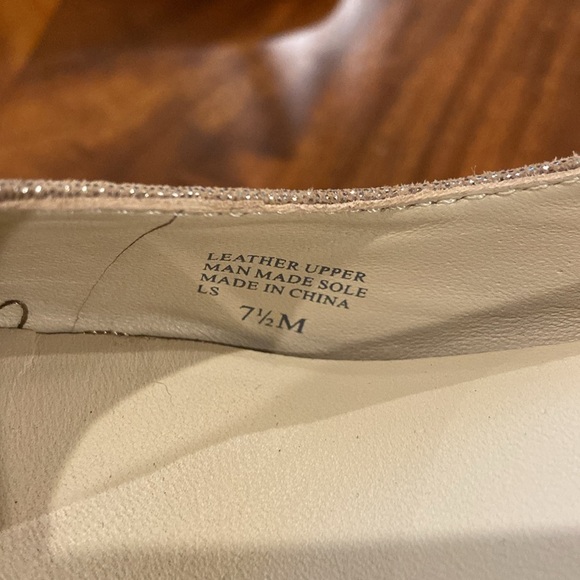 LEATHER UPPER
MAN MADE SOLE
MADE IN CHINA
LS 7½M